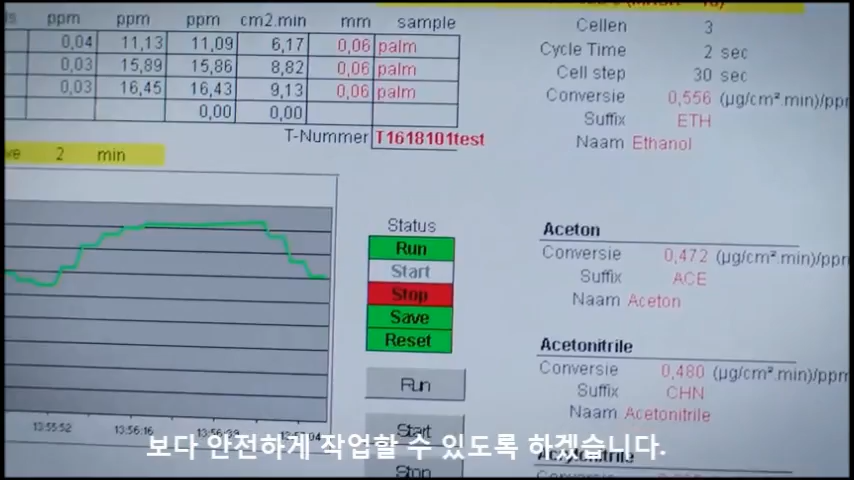 ppm ppm ppm cm2.min mm sample
0,04 11,13 11,09 6,17 0,06 palm
0,03 15,89 15,86 8,82 0,06 palm
0,03 16,45 16,43 9,13 0,06 palm
0,00 0,00
T-Nummer T1618101test
2 min
Cellen 3
Cycle Time 2 sec
Cell step 30 sec
Conversie 0,556 (µg/cm².min)/ppm
Suffix ETH
Naam Ethanol
Status
Run
Start
Stop
Save
Reset
Run
Start
Stop
Aceton
Conversie 0,472 (µg/cm².min)/ppm
Suffix ACE
Naam Aceton
Acetonitrile
Conversie 0,480 (µg/cm².min)/ppm
Suffix CHN
Naam Acetonitrile
13:55:52 13:56:16
보다 안전하게 작업할 수 있도록 하겠습니다.